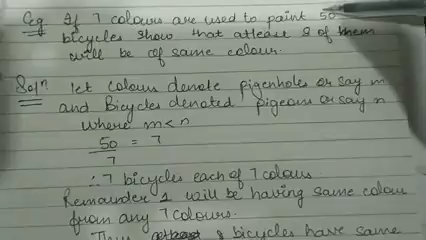 Eg If 7 colours are used to paint 50
bicycles show that atleast 8 of them
will be of same colour.
Soln let colours denote pigeonholes or say m
and Bicycles denoted pigeons or say n
where m<n
50/7 = 7
∴ 7 bicycles each of 7 colours
Remainder 1 will be having same colour
from any 7 colours.
Thus atleast 8 bicycles have same